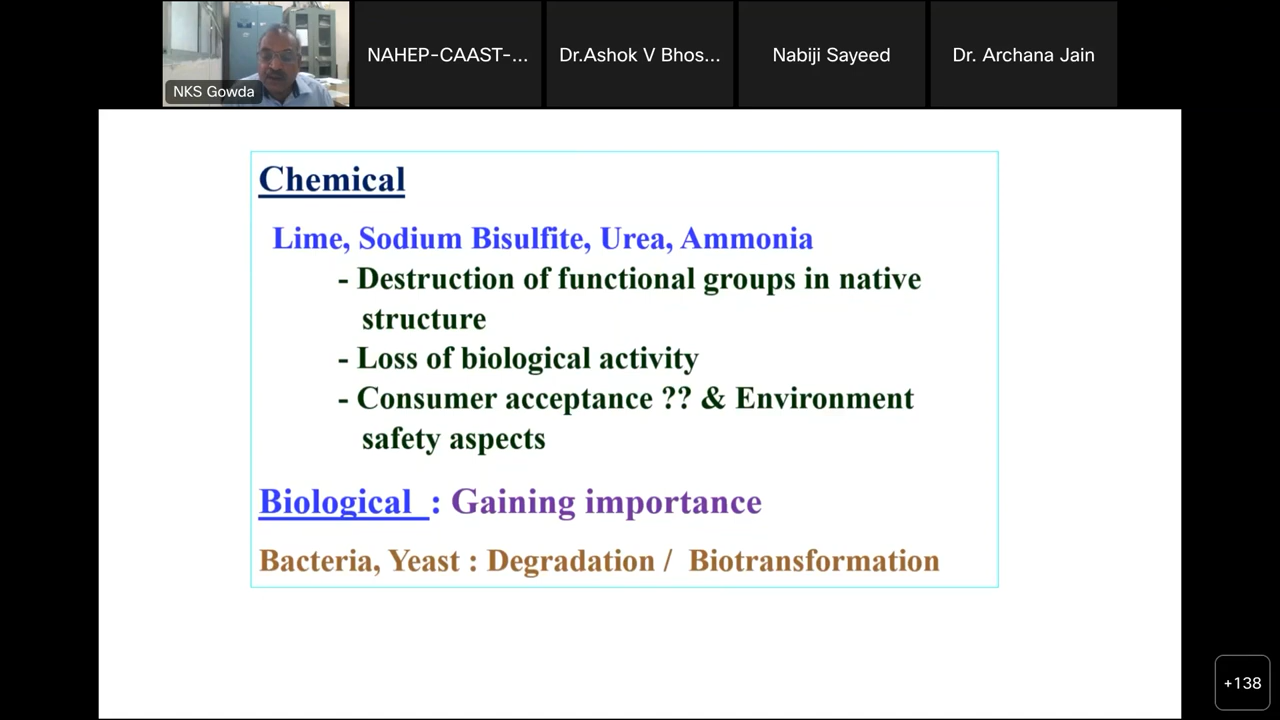 NKS Gowda
NAHEP-CAAST-...
Dr.Ashok V Bhos...
Nabiji Sayeed
Dr. Archana Jain
Chemical
Lime, Sodium Bisulfite, Urea, Ammonia
- Destruction of functional groups in native
structure
- Loss of biological activity
- Consumer acceptance ?? & Environment
safety aspects
Biological : Gaining importance
Bacteria, Yeast : Degradation / Biotransformation
+138